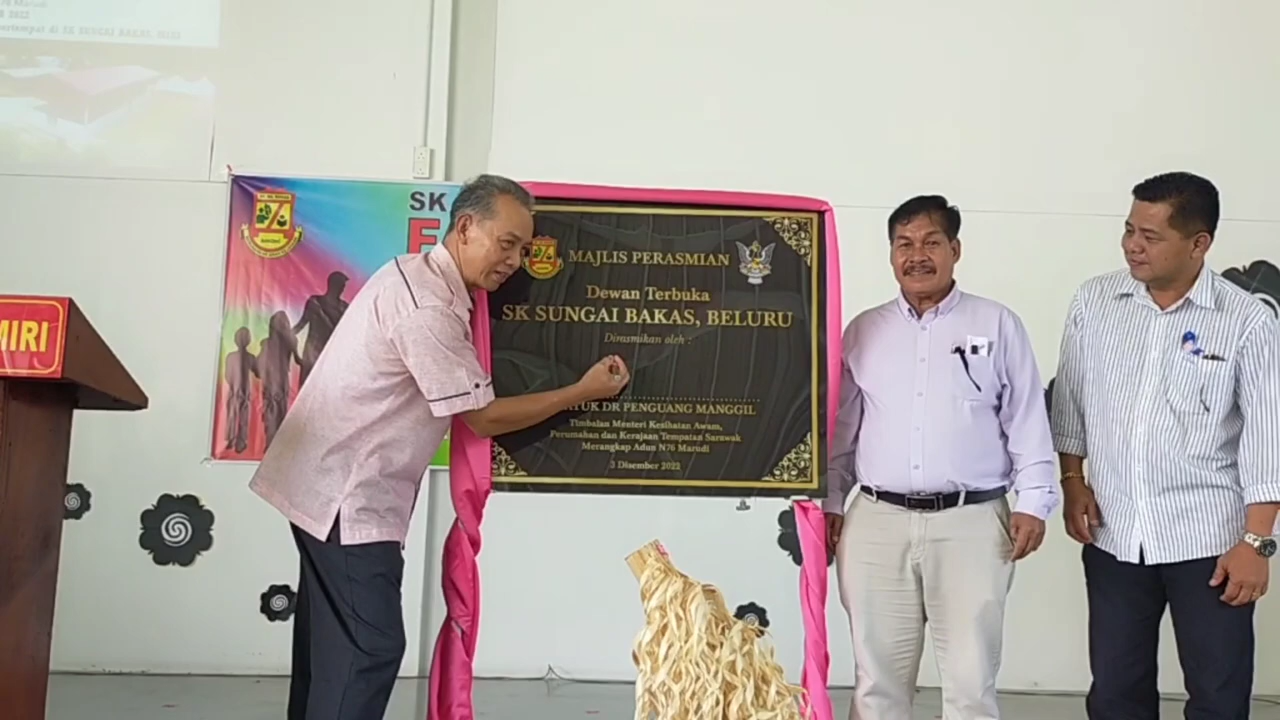 MIRI
SK
MAJLIS PERASMIAN
Dewan Terbuka
SK SUNGAI BAKAS, BELURU
Dirasmikan oleh :
DR PENGUANG MANGGIL
Timbalan Menteri Kesihatan Awam,
Perumahan dan Kerajaan Tempatan Sarawak
Merangkap Adun N76 Marudi
3 Disember 2022